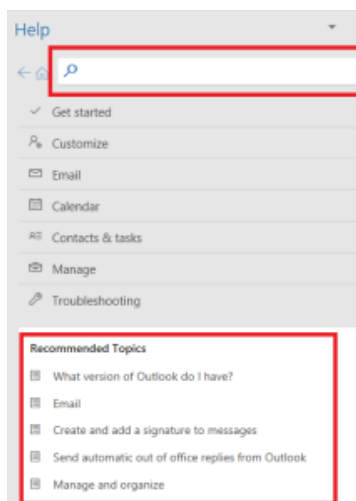 Help
Get started
Customize
Email
Calendar
Contacts & tasks
Manage
Troubleshooting
Recommended Topics
What version of Outlook do I have?
Email
Create and add a signature to messages
Send automatic out of office replies from Outlook
Manage and organize